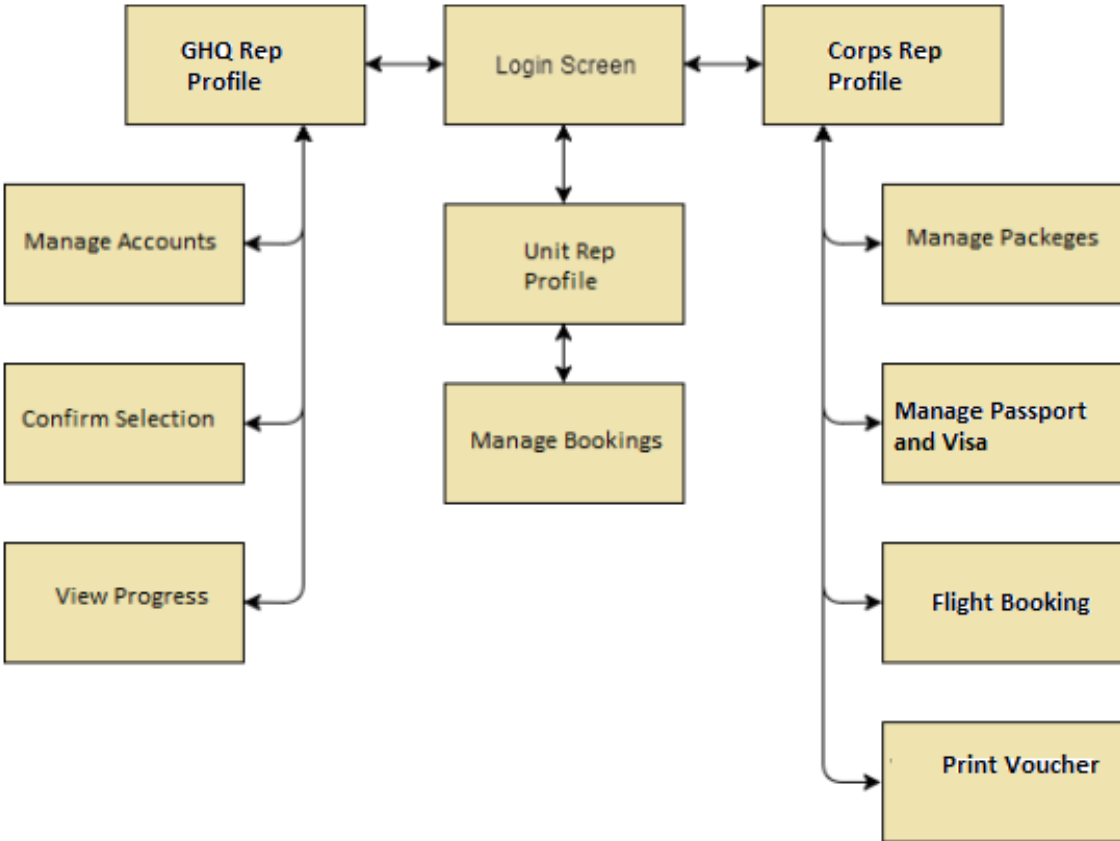 GHQ Rep
Profile
Login Screen
Corps Rep
Profile
Manage Accounts
Unit Rep
Profile
Manage Packeges
Confirm Selection
Manage Bookings
Manage Passport
and Visa
View Progress
Flight Booking
Print Voucher